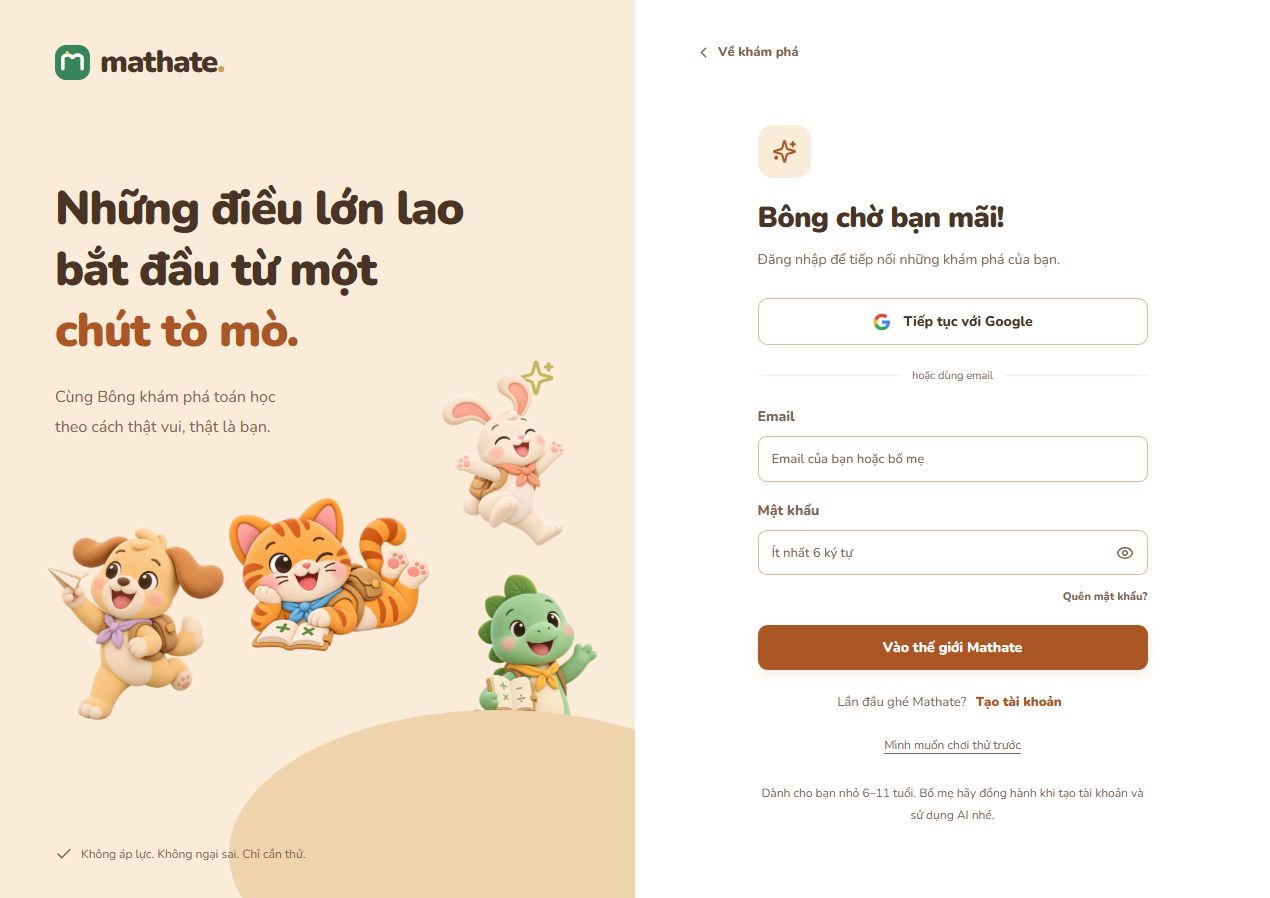 mathate.
Những điều lớn lao
bắt đầu từ một
chút tò mò.
Cùng Bông khám phá toán học
theo cách thật vui, thật là bạn.
Không áp lực. Không ngại sai. Chỉ cần thử.
Về khám phá
Bông chờ bạn mãi!
Đăng nhập để tiếp nối những khám phá của bạn.
Tiếp tục với Google
hoặc dùng email
Email
Email của bạn hoặc bố mẹ
Mật khẩu
Ít nhất 6 ký tự
Quên mật khẩu?
Vào thế giới Mathate
Lần đầu ghé Mathate? Tạo tài khoản
Mình muốn chơi thử trước
Dành cho bạn nhỏ 6–11 tuổi. Bố mẹ hãy đồng hành khi tạo tài khoản và
sử dụng AI nhé.